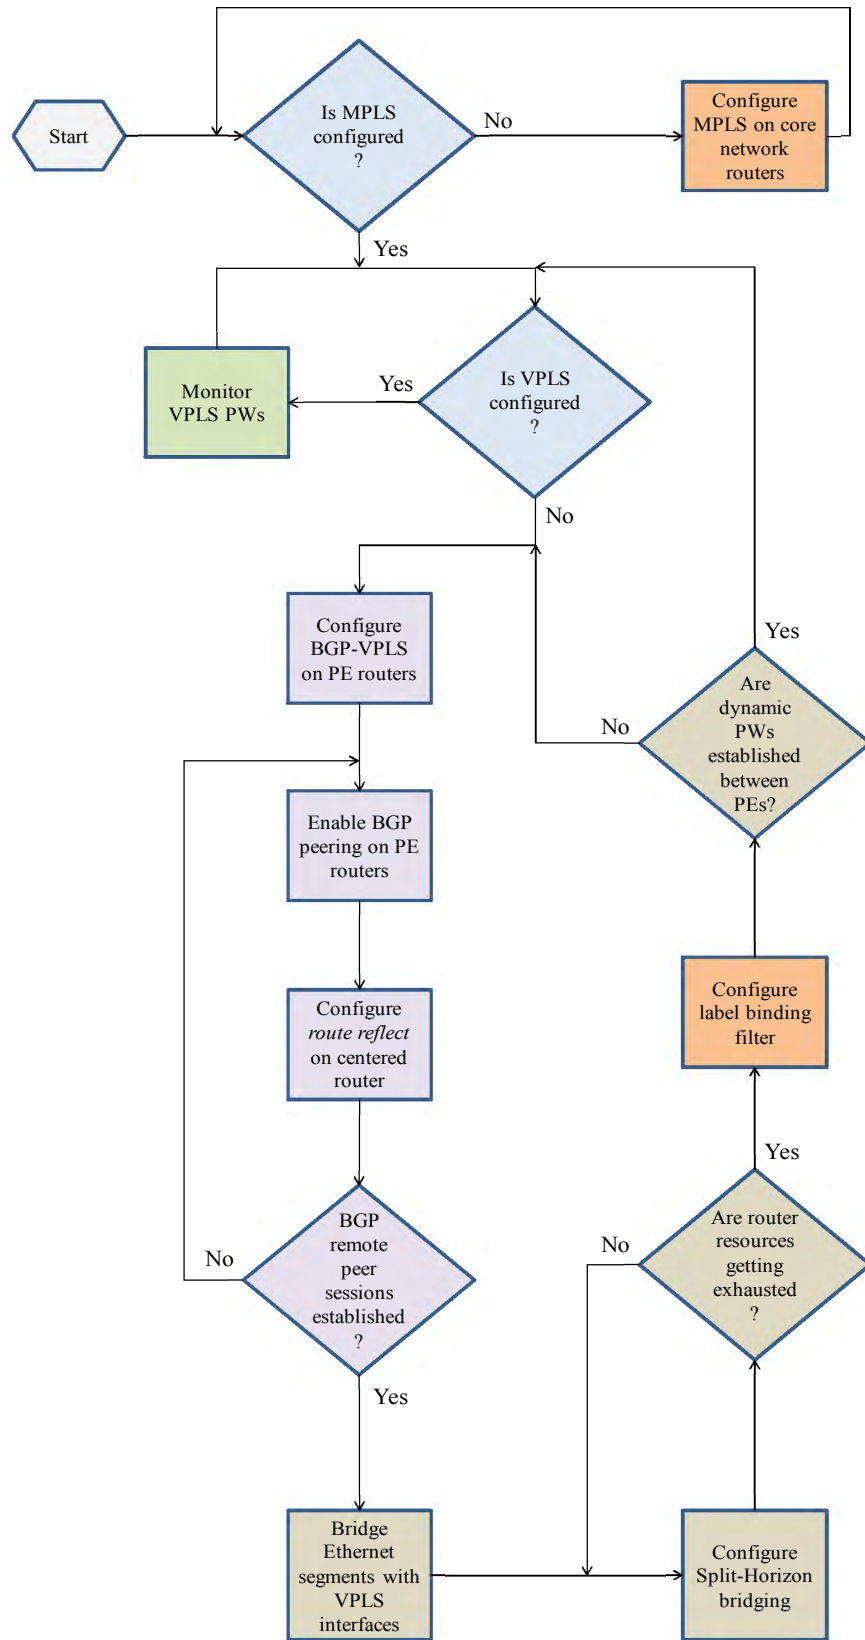 Start
Is MPLS
configured
?
No
Configure
MPLS on core
network
routers
Yes
Monitor
VPLS PWs
Yes
Is VPLS
configured
?
No
Configure
BGP-VPLS
on PE routers
Yes
Are
dynamic
PWs
established
between
PEs?
No
Enable BGP
peering on PE
routers
Configure
route reflect
on centered
router
Configure
label binding
filter
Yes
BGP
remote
peer
sessions
established
?
No
Are router
resources
getting
exhausted
?
No
Yes
Bridge
Ethernet
segments with
VPLS
interfaces
Configure
Split-Horizon
bridging